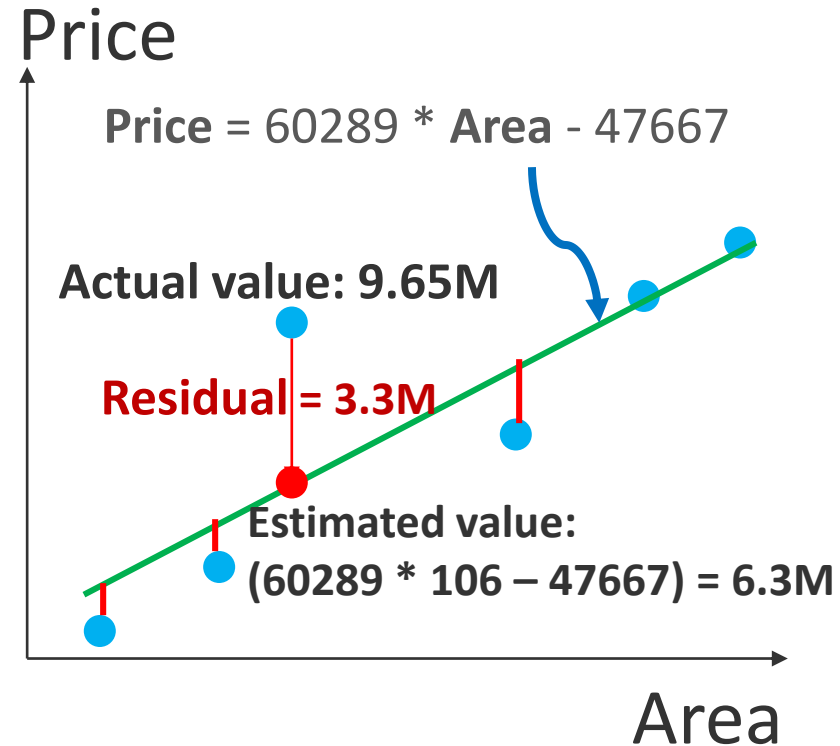 Price
Price = 60289 * Area - 47667
Actual value: 9.65M
Residual = 3.3M
Estimated value:
(60289 * 106 – 47667) = 6.3M
Area